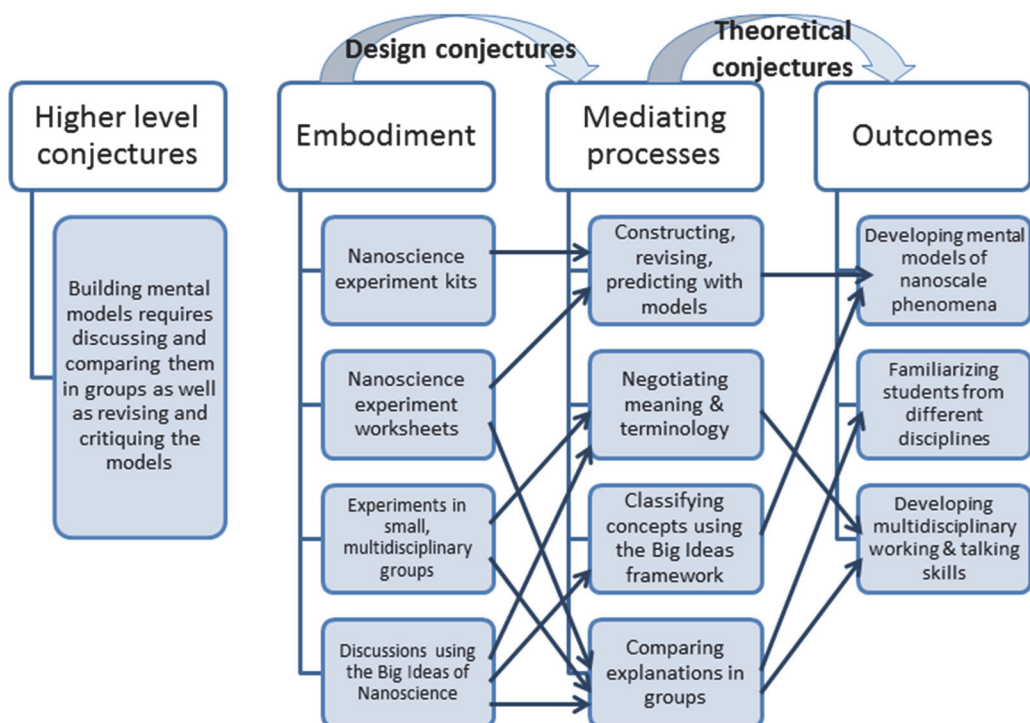 Design conjectures
Theoretical
conjectures
Higher level
conjectures
Building mental
models requires
discussing and
comparing them
in groups as well
as revising and
critiquing the
models
Embodiment
Nanoscience
experiment kits
Nanoscience
experiment
worksheets
Experiments in
small,
multidisciplinary
groups
Discussions using
the Big Ideas of
Nanoscience
Mediating
processes
Constructing,
revising,
predicting with
models
Negotiating
meaning &
terminology
Classifying
concepts using
the Big Ideas
framework
Comparing
explanations in
groups
Outcomes
Developing mental
models of
nanoscale
phenomena
Familiarizing
students from
different
disciplines
Developing
multidisciplinary
working & talking
skills